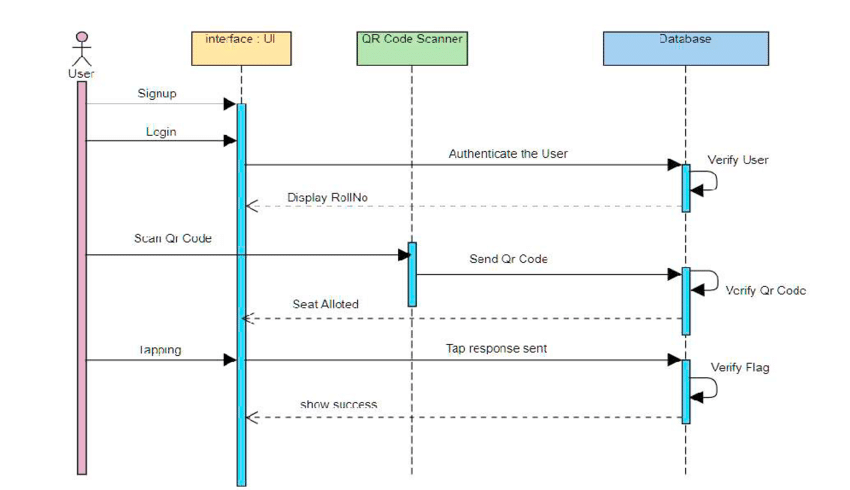 interface : UI
QR Code Scanner
Database
User
Signup
Login
Authenticate the User
Verify User
Display RollNo
Scan Qr Code
Send Qr Code
Verify Qr Code
Seat Alloted
Tapping
Tap response sent
Verify Flag
show success